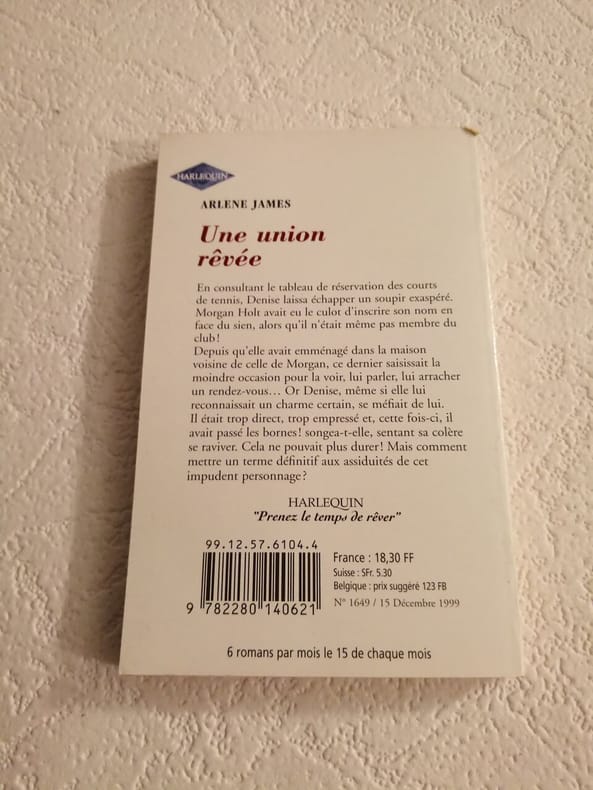 HARLEQUIN
ARLENE JAMES
Une union
rêvée
En consultant le tableau de réservation des courts
de tennis, Denise laissa échapper un soupir exaspéré.
Morgan Holt avait eu le culot d'inscrire son nom en
face du sien, alors qu'il n'était même pas membre du
club !
Depuis qu'elle avait emménagé dans la maison
voisine de celle de Morgan, ce dernier saisissait la
moindre occasion pour la voir, lui parler, lui arracher
un rendez-vous... Or Denise, même si elle lui
reconnaissait un charme certain, se méfiait de lui.
Il était trop direct, trop empressé et, cette fois-ci, il
avait passé les bornes ! songea-t-elle, sentant sa colère
se raviver. Cela ne pouvait plus durer ! Mais comment
mettre un terme définitif aux assiduités de cet
impudent personnage ?
HARLEQUIN
"Prenez le temps de rêver"
99.12.57.6104.4
9 782280 140621
France : 18,30 FF
Suisse : SFr. 5.30
Belgique : prix suggéré 123 FB
N° 1649 / 15 Décembre 1999
6 romans par mois le 15 de chaque mois